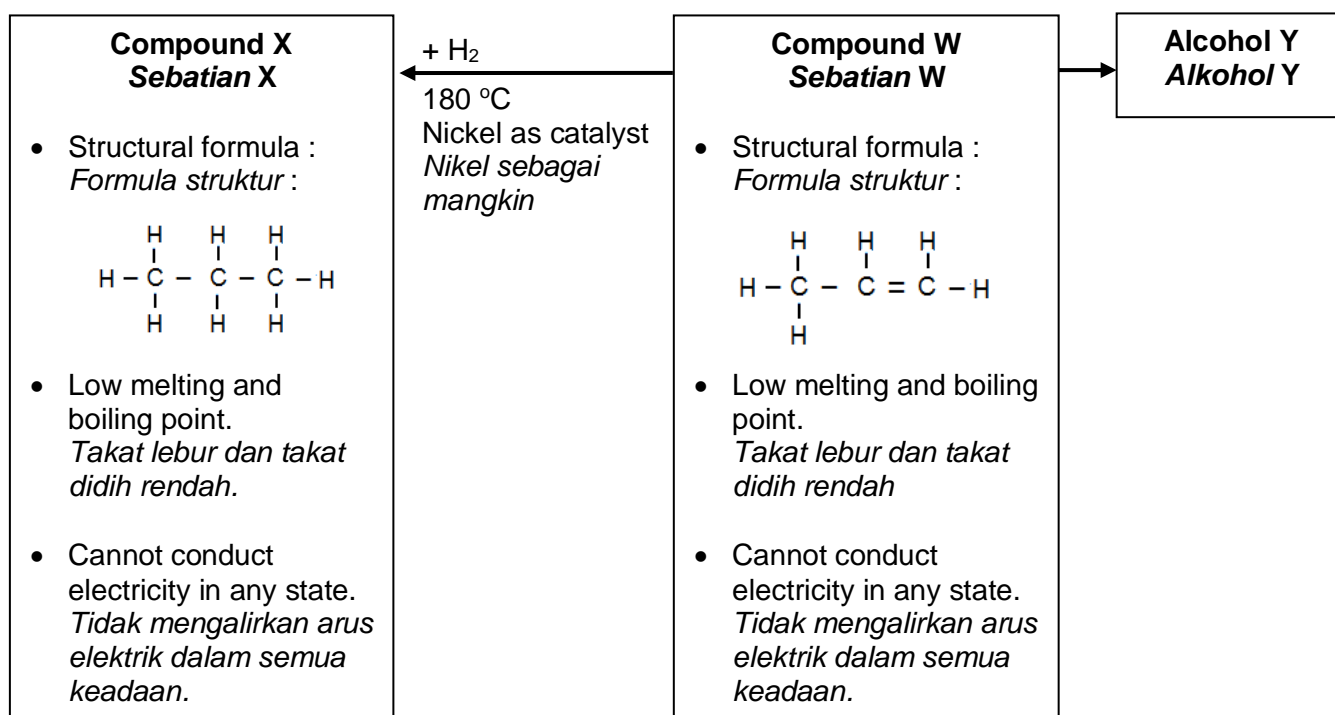 Compound X
Sebatian X
• Structural formula :
Formula struktur :
H H H
H – C – C – C – H
H H H
• Low melting and
boiling point.
Takat lebur dan takat
didih rendah.
• Cannot conduct
electricity in any state.
Tidak mengalirkan arus
elektrik dalam semua
keadaan.
+ H₂
180 °C
Nickel as catalyst
Nikel sebagai
mangkin
Compound W
Sebatian W
• Structural formula :
Formula struktur :
H H H
H – C – C = C – H
H
• Low melting and boiling
point.
Takat lebur dan takat
didih rendah
• Cannot conduct
electricity in any state.
Tidak mengalirkan arus
elektrik dalam semua
keadaan.
Alcohol Y
Alkohol Y